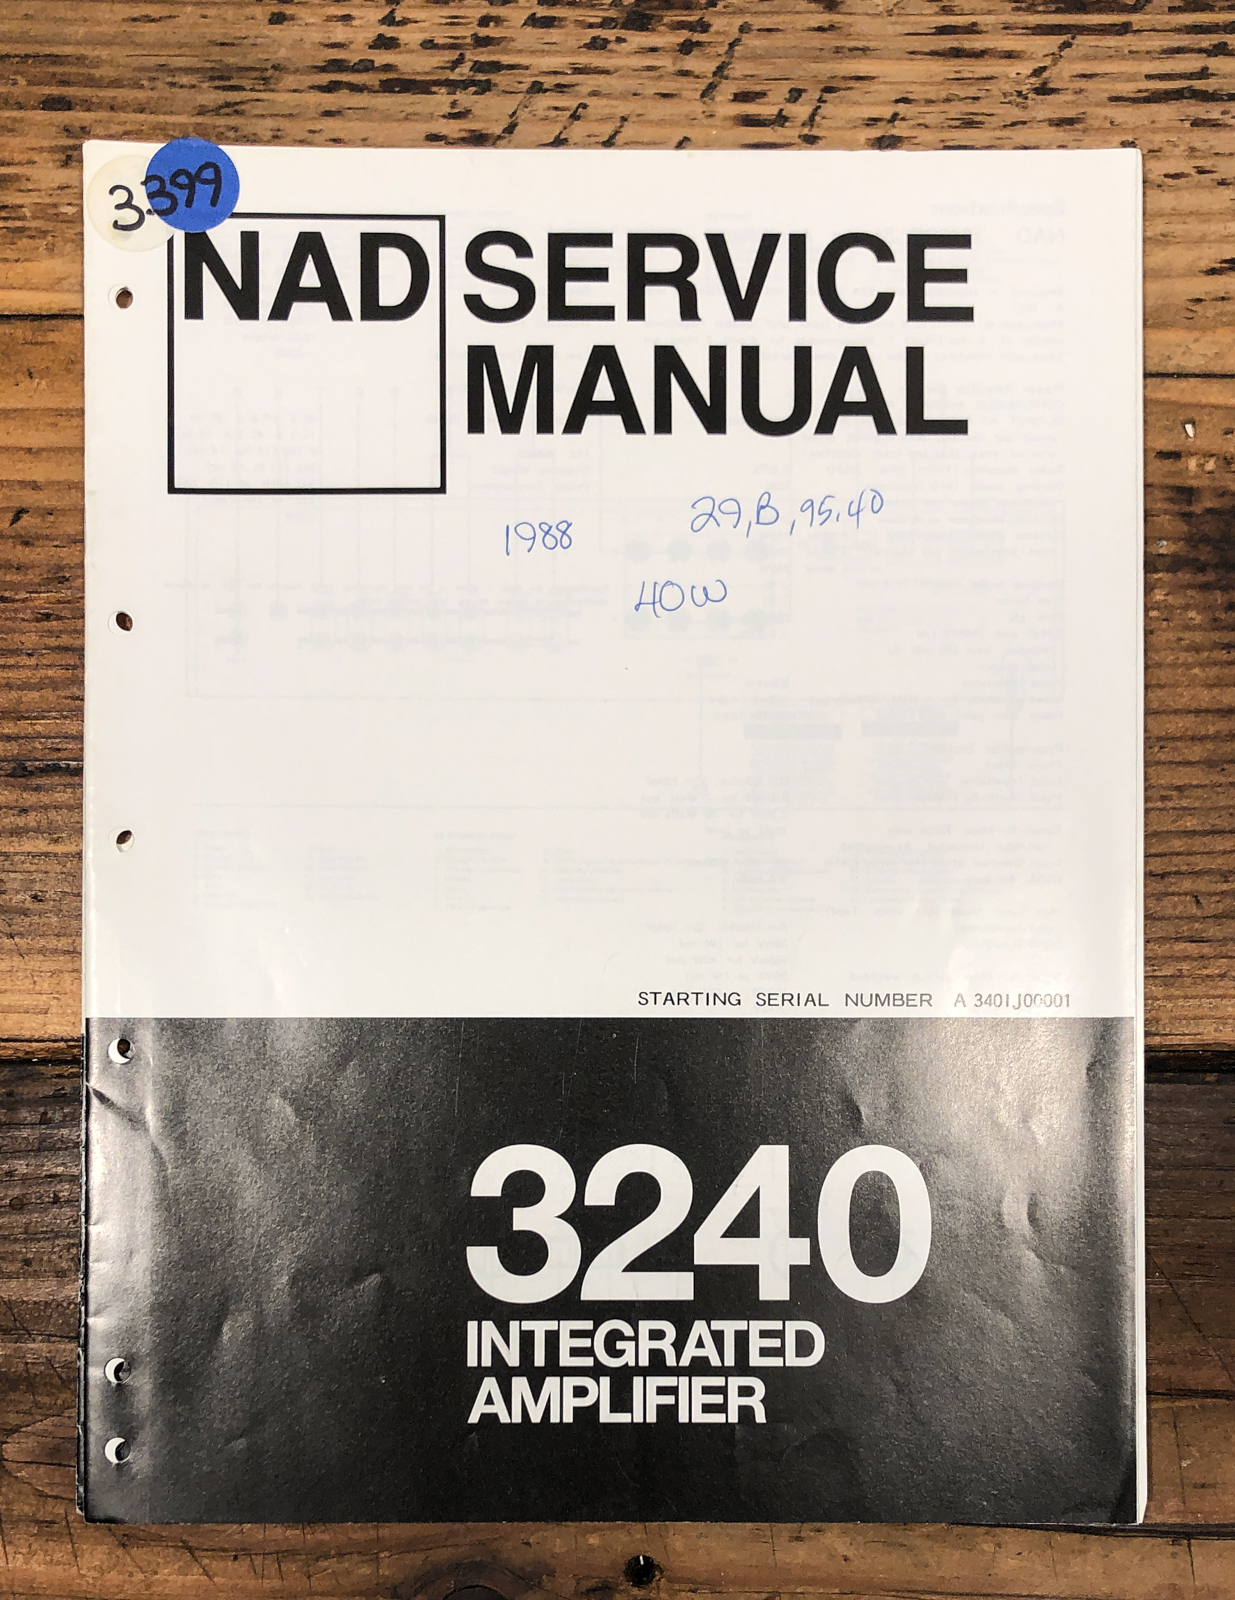 3399
NAD SERVICE
MANUAL
1988
29,B,95.40
40W
STARTING SERIAL NUMBER A 3401J00001
3240
INTEGRATED
AMPLIFIER